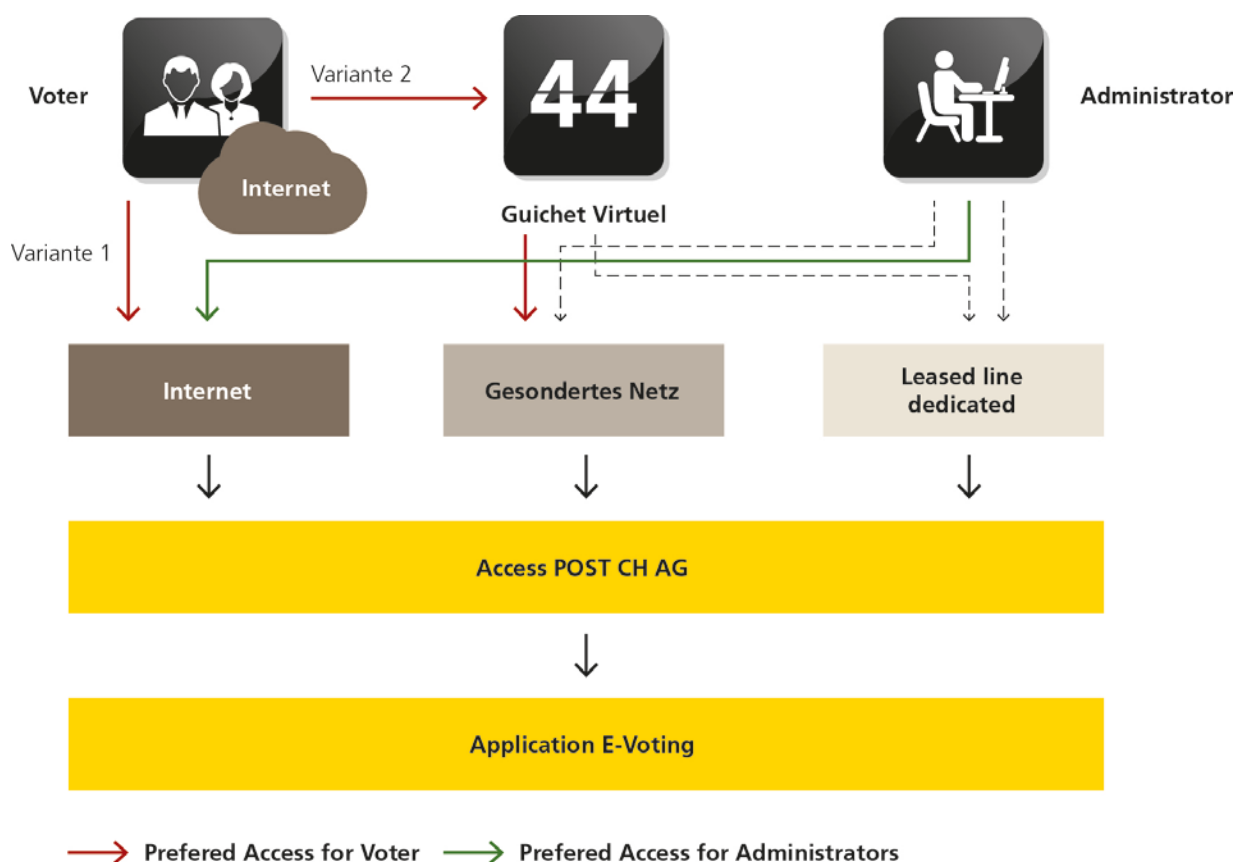 Variante 2
Voter
44
Administrator
Internet
Guichet Virtuel
Variante 1
Internet
Gesondertes Netz
Leased line
dedicated
Access POST CH AG
Application E-Voting
Prefered Access for Voter
Prefered Access for Administrators